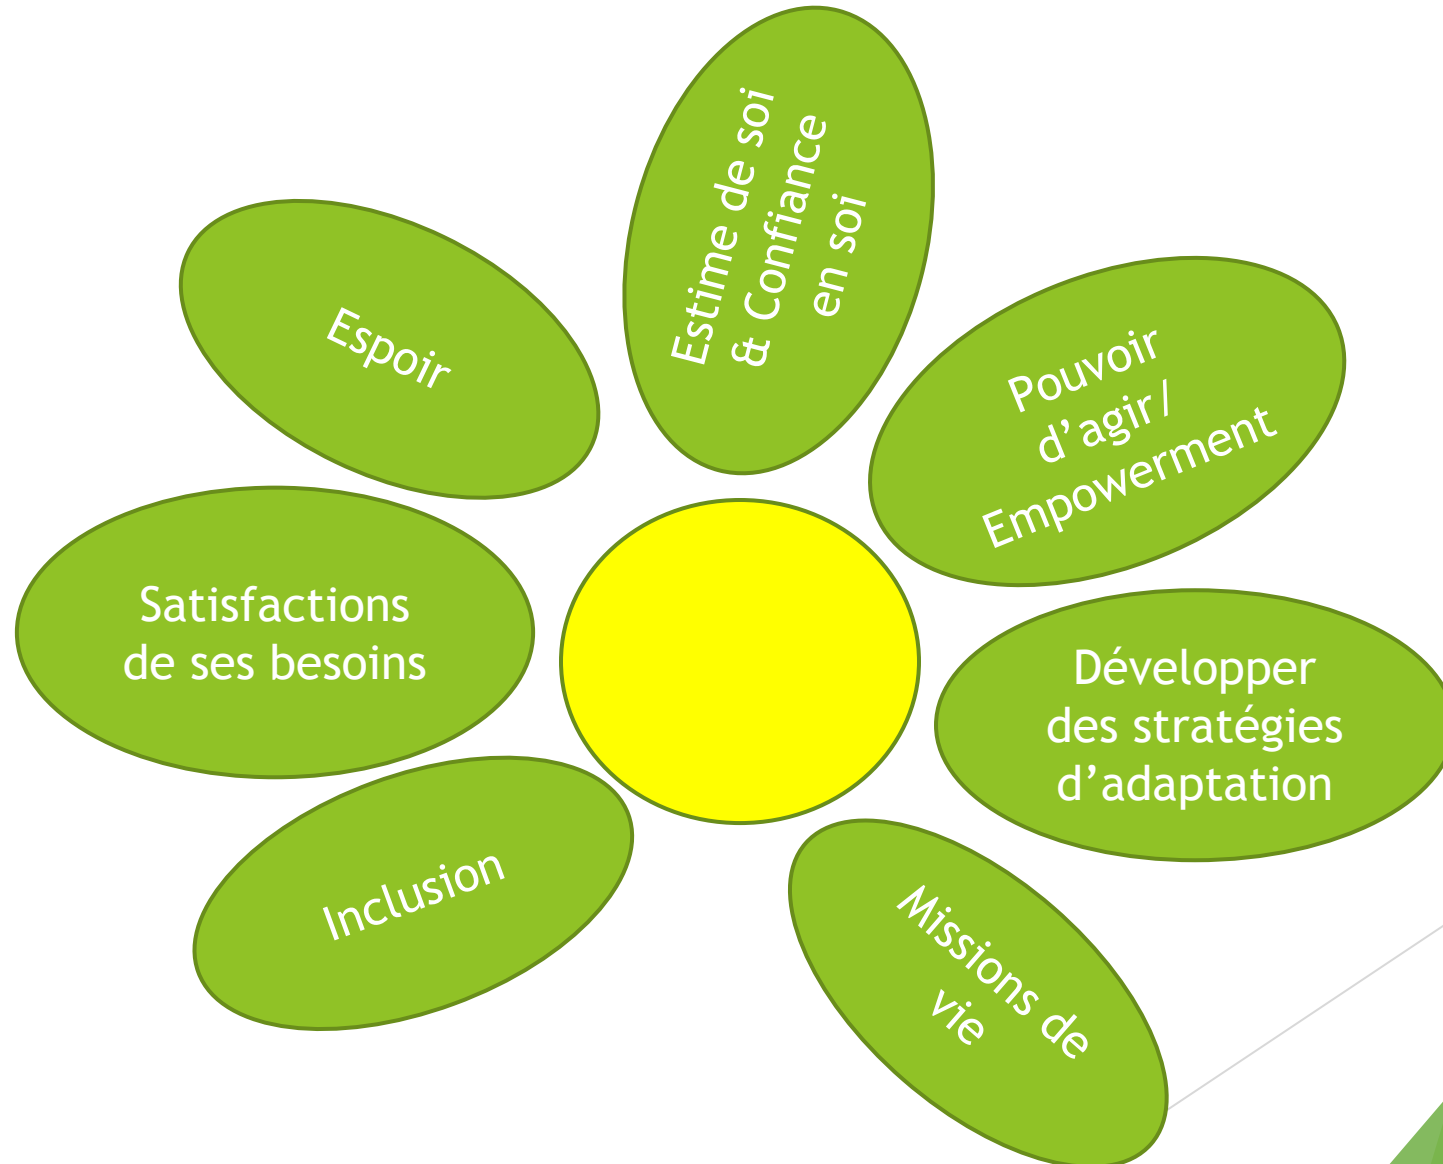 Estime de soi
& Confiance
en soi
Espoir
Pouvoir
d’agir/
Empowerment
Satisfactions
de ses besoins
Développer
des stratégies
d’adaptation
Inclusion
Missions de
vie